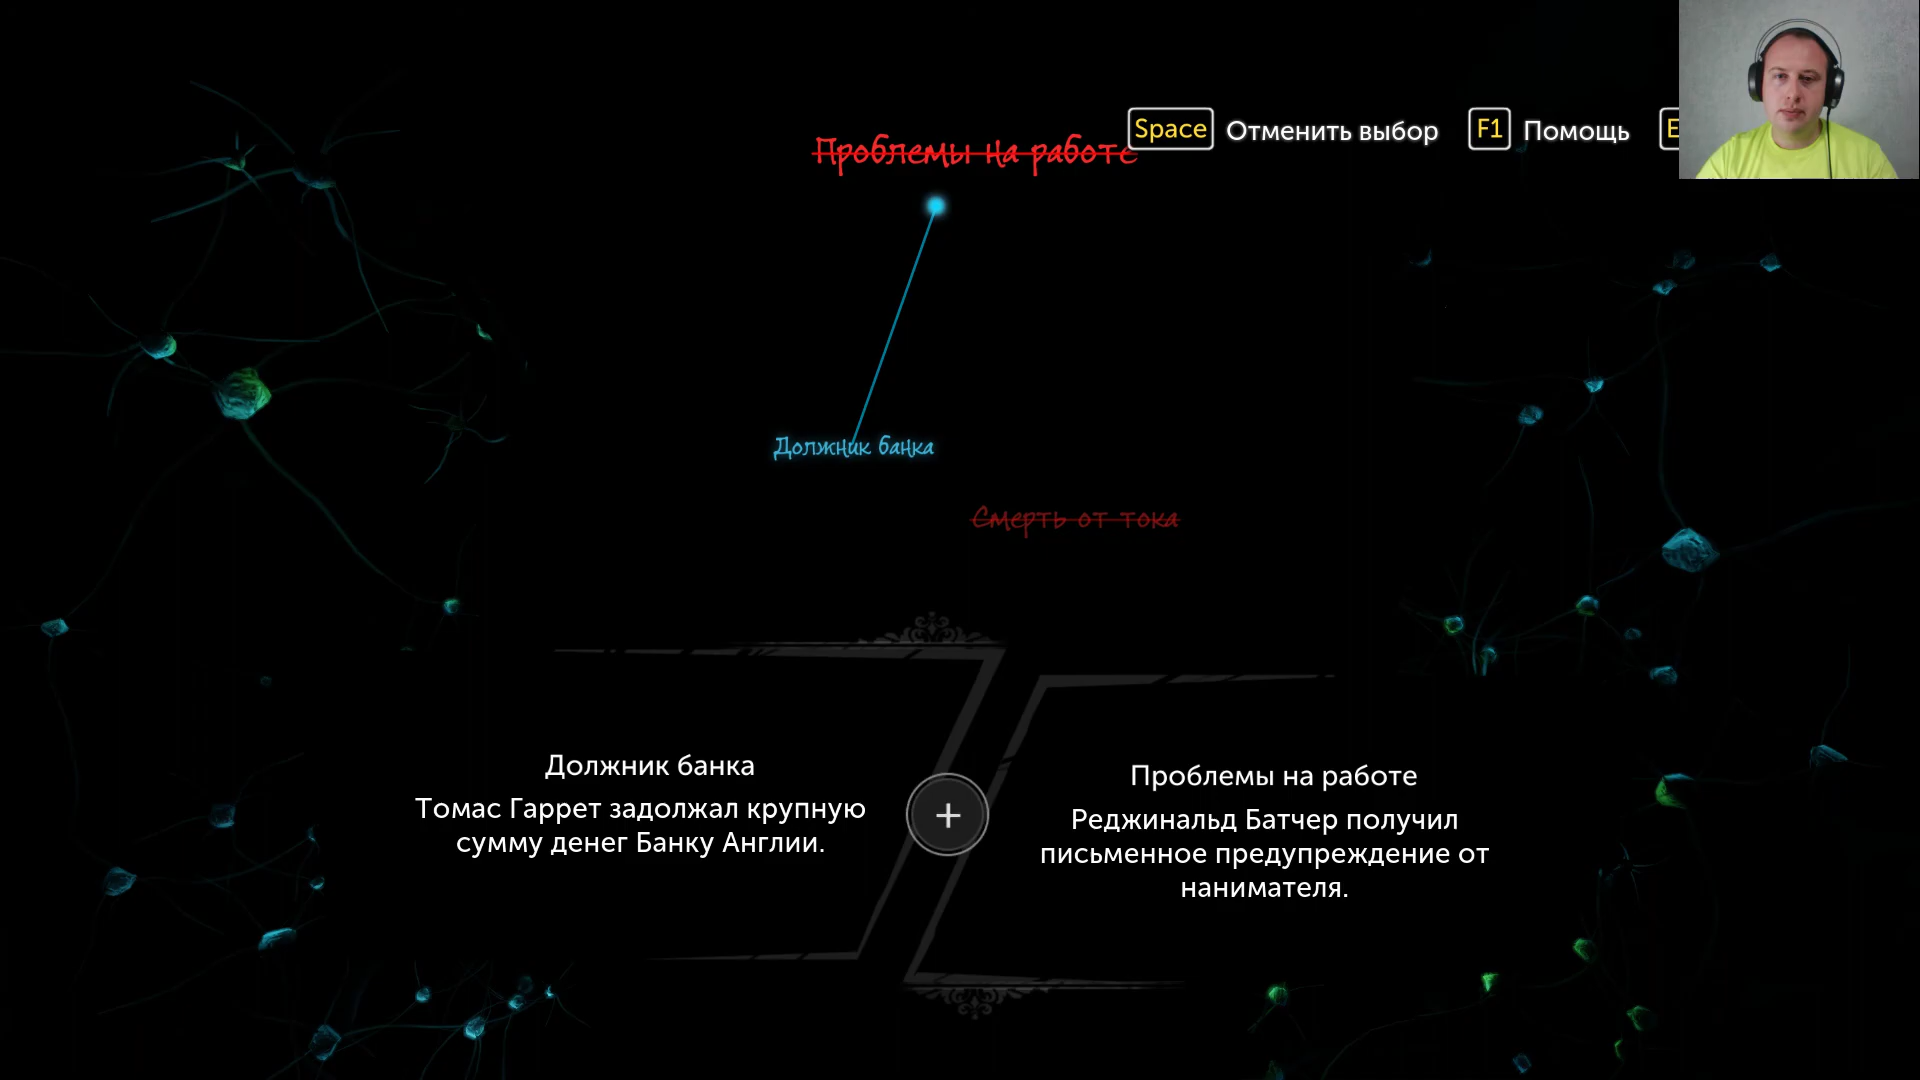 Проблемы на работе
Space Отменить выбор F1 Помощь E
Должник банка
Смерть от тока
Должник банка
Томас Гаррет задолжал крупную
сумму денег Банку Англии.
Проблемы на работе
Реджинальд Батчер получил
письменное предупреждение от
нанимателя.